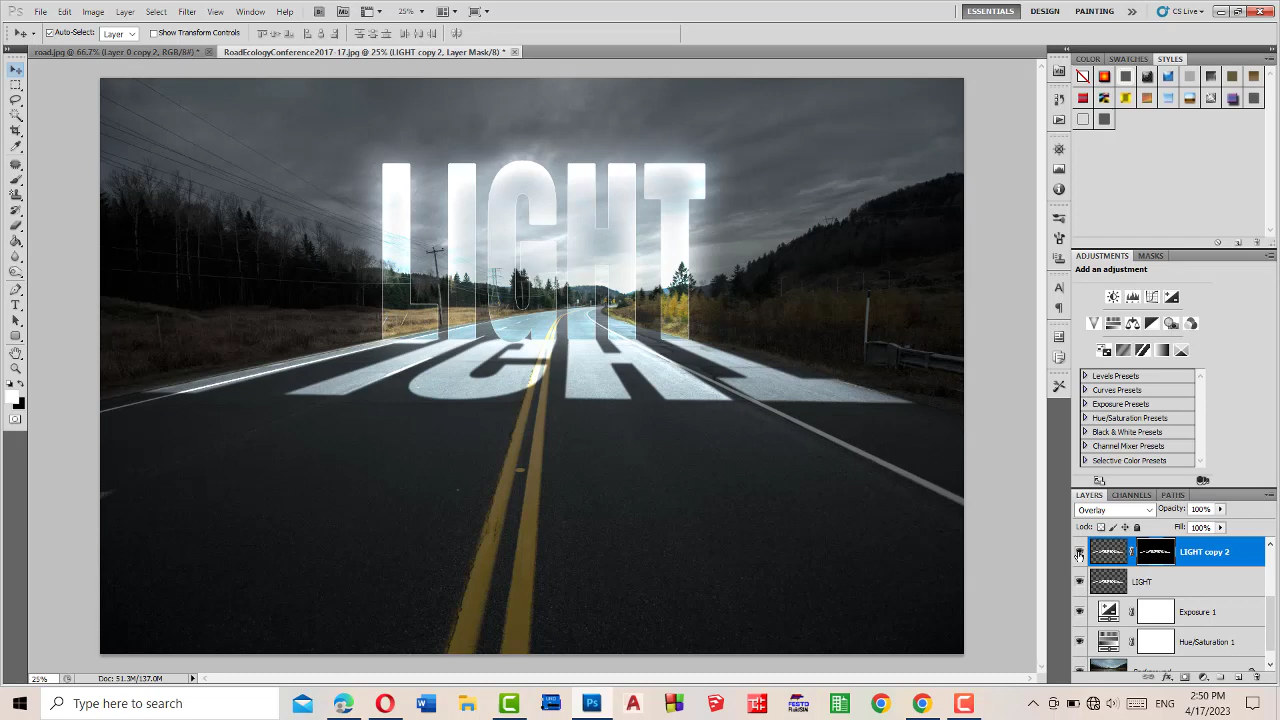 File Edit Image Layer Select Filter Analysis 3D View Window Help
25%
ESSENTIALS
DESIGN
PAINTING
CS Live
Auto-Select:
Layer
Show Transform Controls
road.jpg @ 66.7% (Layer 0 copy 2, RGB/8#) *
RoadEcologyConference2017-17.jpg @ 25% (LIGHT copy 2, Layer Mask/8) *
COLOR SWATCHES STYLES
LIGHT
ADJUSTMENTS MASKS
Add an adjustment
Levels Presets
Curves Presets
Exposure Presets
Hue/Saturation Presets
Black & White Presets
Channel Mixer Presets
Selective Color Presets
LAYERS CHANNELS PATHS
Overlay
Opacity: 100%
Lock:
Fill: 100%
LIGHT copy 2
LIGHT
Exposure 1
Hue/Saturation 1
Background
25%
Doc: 51.3M/137.0M
Type here to search
ENG
2:50 PM
4/17/2023